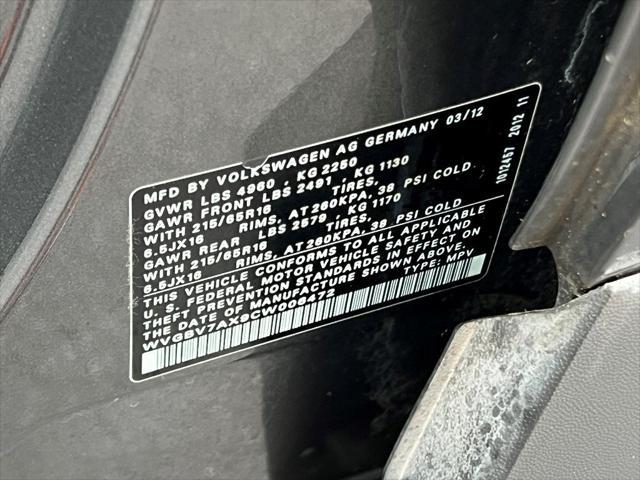 MFD BY VOLKSWAGEN AG GERMANY 03/12
GVWR LBS 4960 , KG 2250
GAWR FRONT LBS 2491 , KG 1130
WITH 215/65R16 TIRES,
6.5JX16 RIMS, AT 260KPA, 38 PSI COLD
GAWR REAR LBS 2579 , KG 1170
WITH 215/65R16 TIRES,
6.5JX16 RIMS, AT 260KPA, 38 PSI COLD
THIS VEHICLE CONFORMS TO ALL APPLICABLE
U. S. FEDERAL MOTOR VEHICLE SAFETY AND
THEFT PREVENTION STANDARDS IN EFFECT ON
THE DATE OF MANUFACTURE SHOWN ABOVE.
WVGBV7AX9CW006472 TYPE: MPV
1012457 2012 11